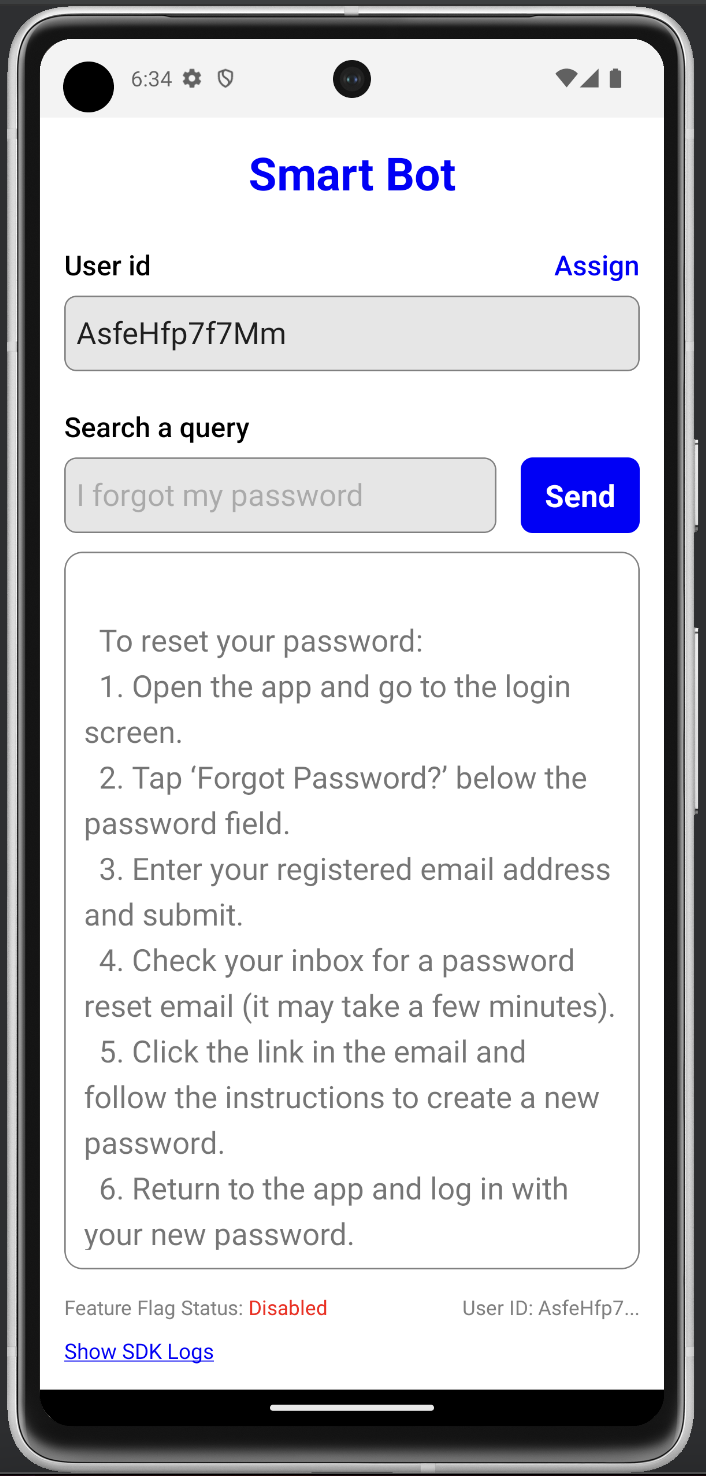 6:34
Smart Bot
User id
Assign
AsfeHfp7f7Mm
Search a query
I forgot my password
Send
To reset your password:
1. Open the app and go to the login
screen.
2. Tap ‘Forgot Password?’ below the
password field.
3. Enter your registered email address
and submit.
4. Check your inbox for a password
reset email (it may take a few minutes).
5. Click the link in the email and
follow the instructions to create a new
password.
6. Return to the app and log in with
your new password.
Feature Flag Status: Disabled
User ID: AsfeHfp7...
Show SDK Logs